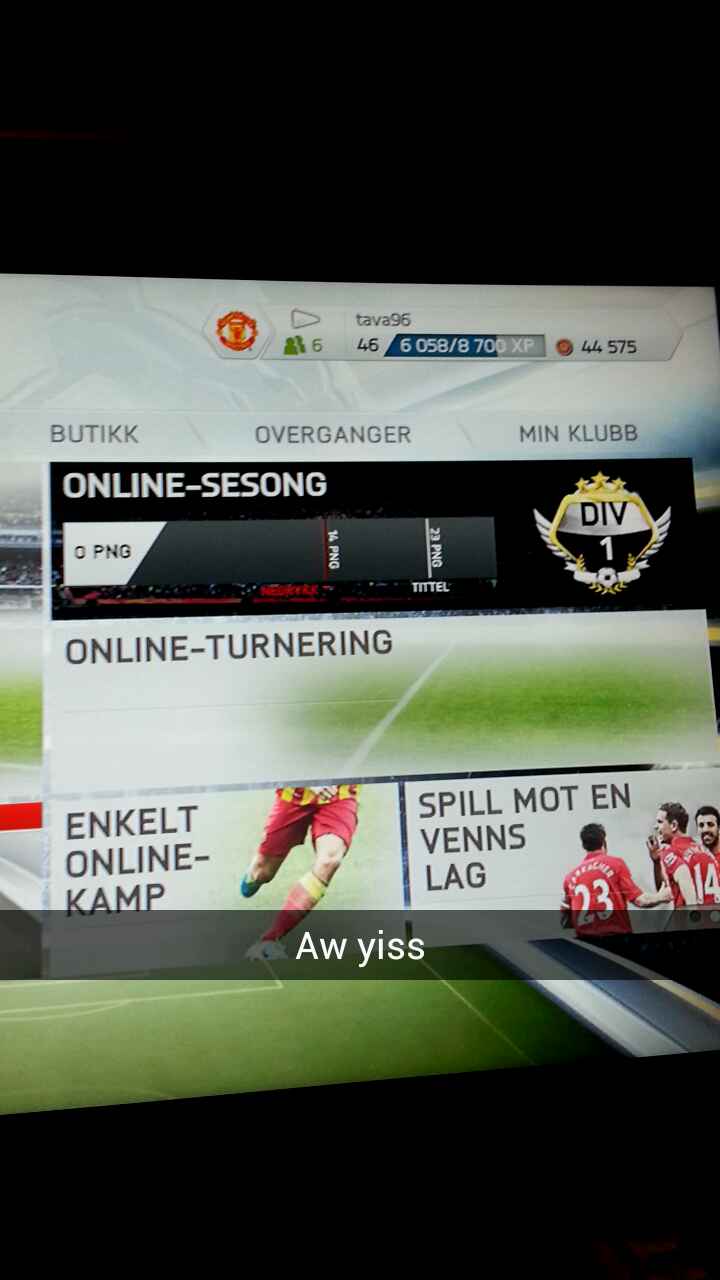 tava96
6 46 6 058/8 700 XP 44 575
BUTIKK OVERGANGER MIN KLUBB
ONLINE-SESONG
DIV
1
0 PNG
14 PNG
23 PNG
NEDRYKK
TITTEL
ONLINE-TURNERING
ENKELT
ONLINE-
KAMP
SPILL MOT EN
VENNS
LAG
CARRAGHER
23
14
Aw yiss